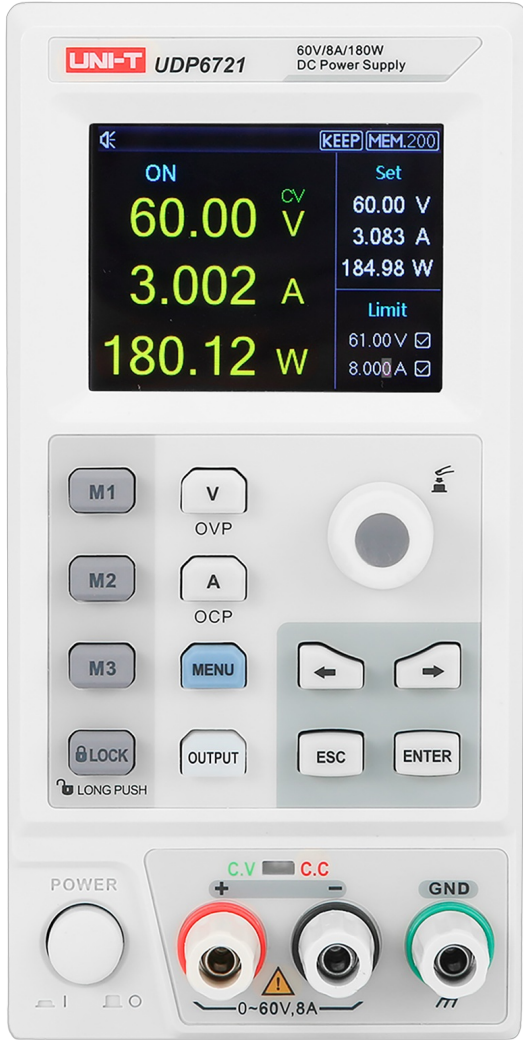 UNI-T UDP6721
60V/8A/180W
DC Power Supply
KEEP MEM.200
ON
Set
60.00 CV V
60.00 V
3.083 A
3.002 A
184.98 W
Limit
180.12 W
61.00 V
8.000 A
M1 V
OVP
M2 A
OCP
M3 MENU
LOCK OUTPUT ESC ENTER
LONG PUSH
C.V C.C
POWER
+ − GND
I O
0~60V,8A